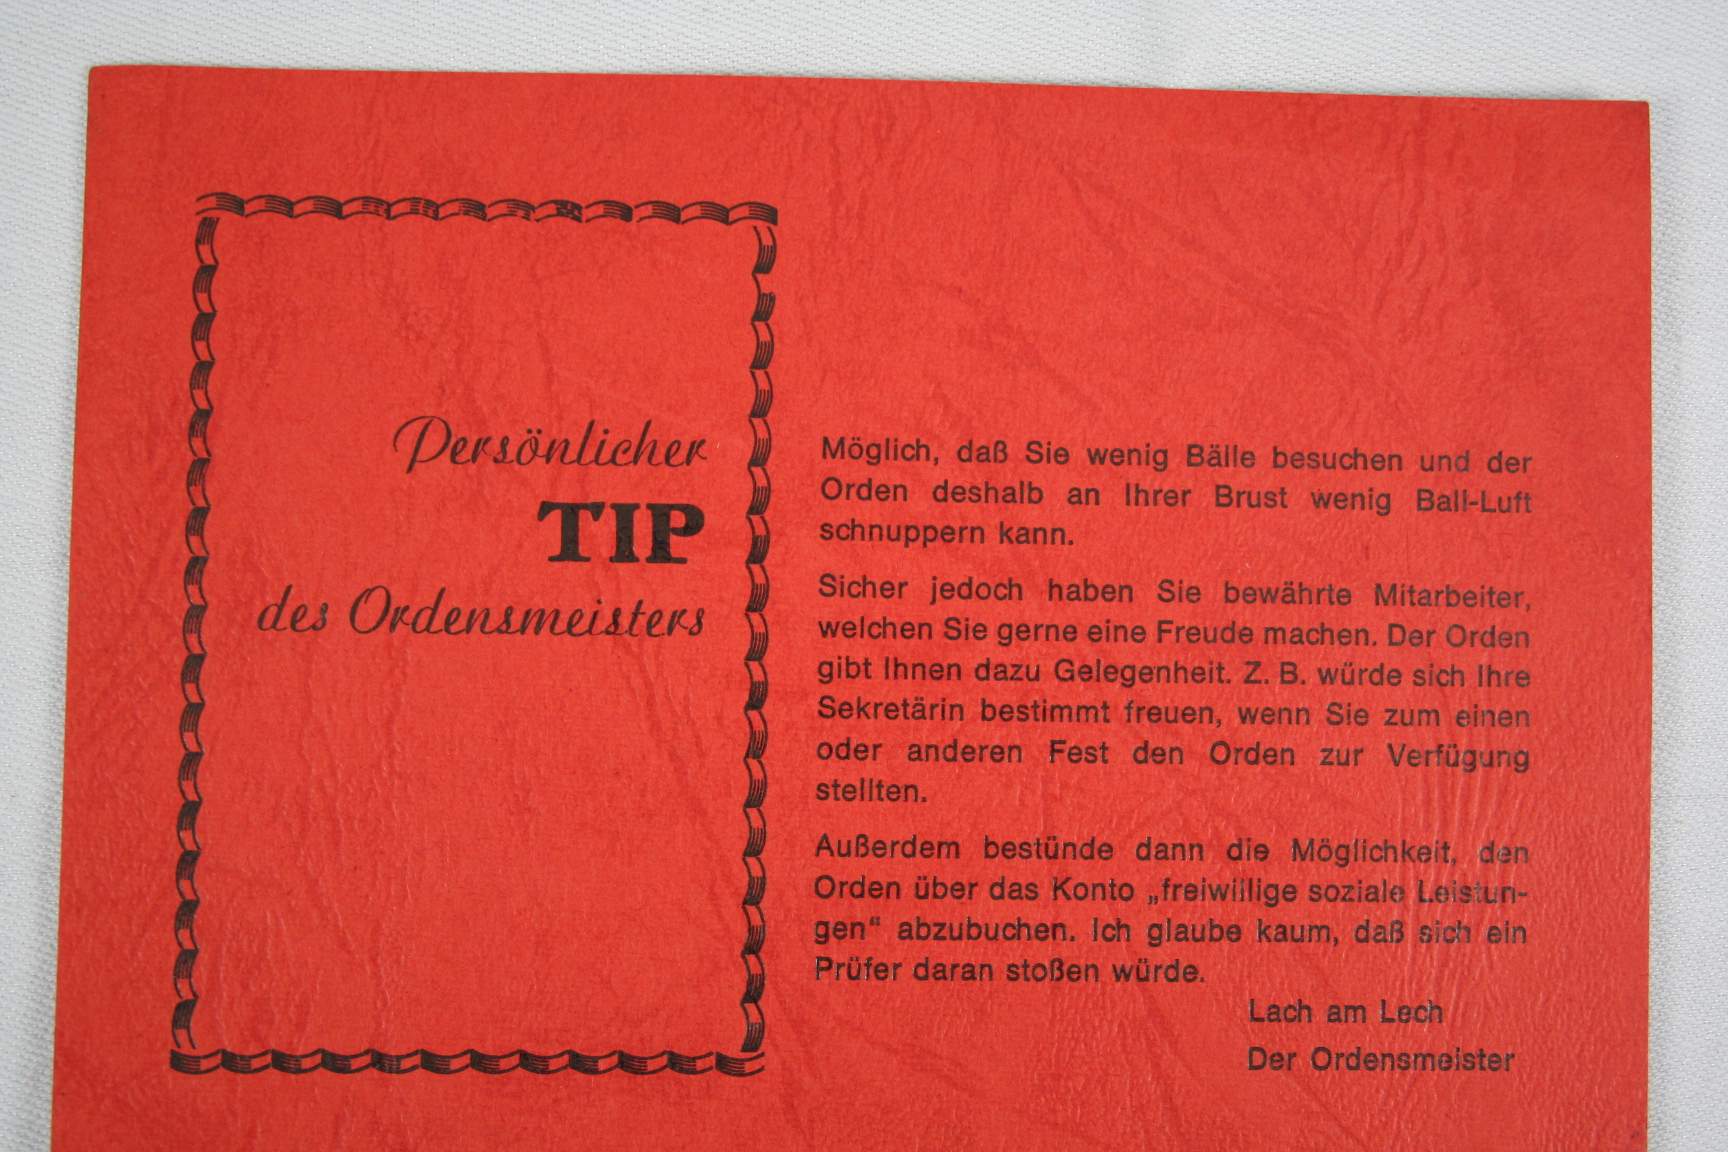 Persönlicher
TIP
des Ordensmeisters
Möglich, daß Sie wenig Bälle besuchen und der
Orden deshalb an Ihrer Brust wenig Ball-Luft
schnuppern kann.
Sicher jedoch haben Sie bewährte Mitarbeiter,
welchen Sie gerne eine Freude machen. Der Orden
gibt Ihnen dazu Gelegenheit. Z. B. würde sich Ihre
Sekretärin bestimmt freuen, wenn Sie zum einen
oder anderen Fest den Orden zur Verfügung
stellten.
Außerdem bestünde dann die Möglichkeit, den
Orden über das Konto „freiwillige soziale Leistun-
gen“ abzubuchen. Ich glaube kaum, daß sich ein
Prüfer daran stoßen würde.
Lach am Lech
Der Ordensmeister